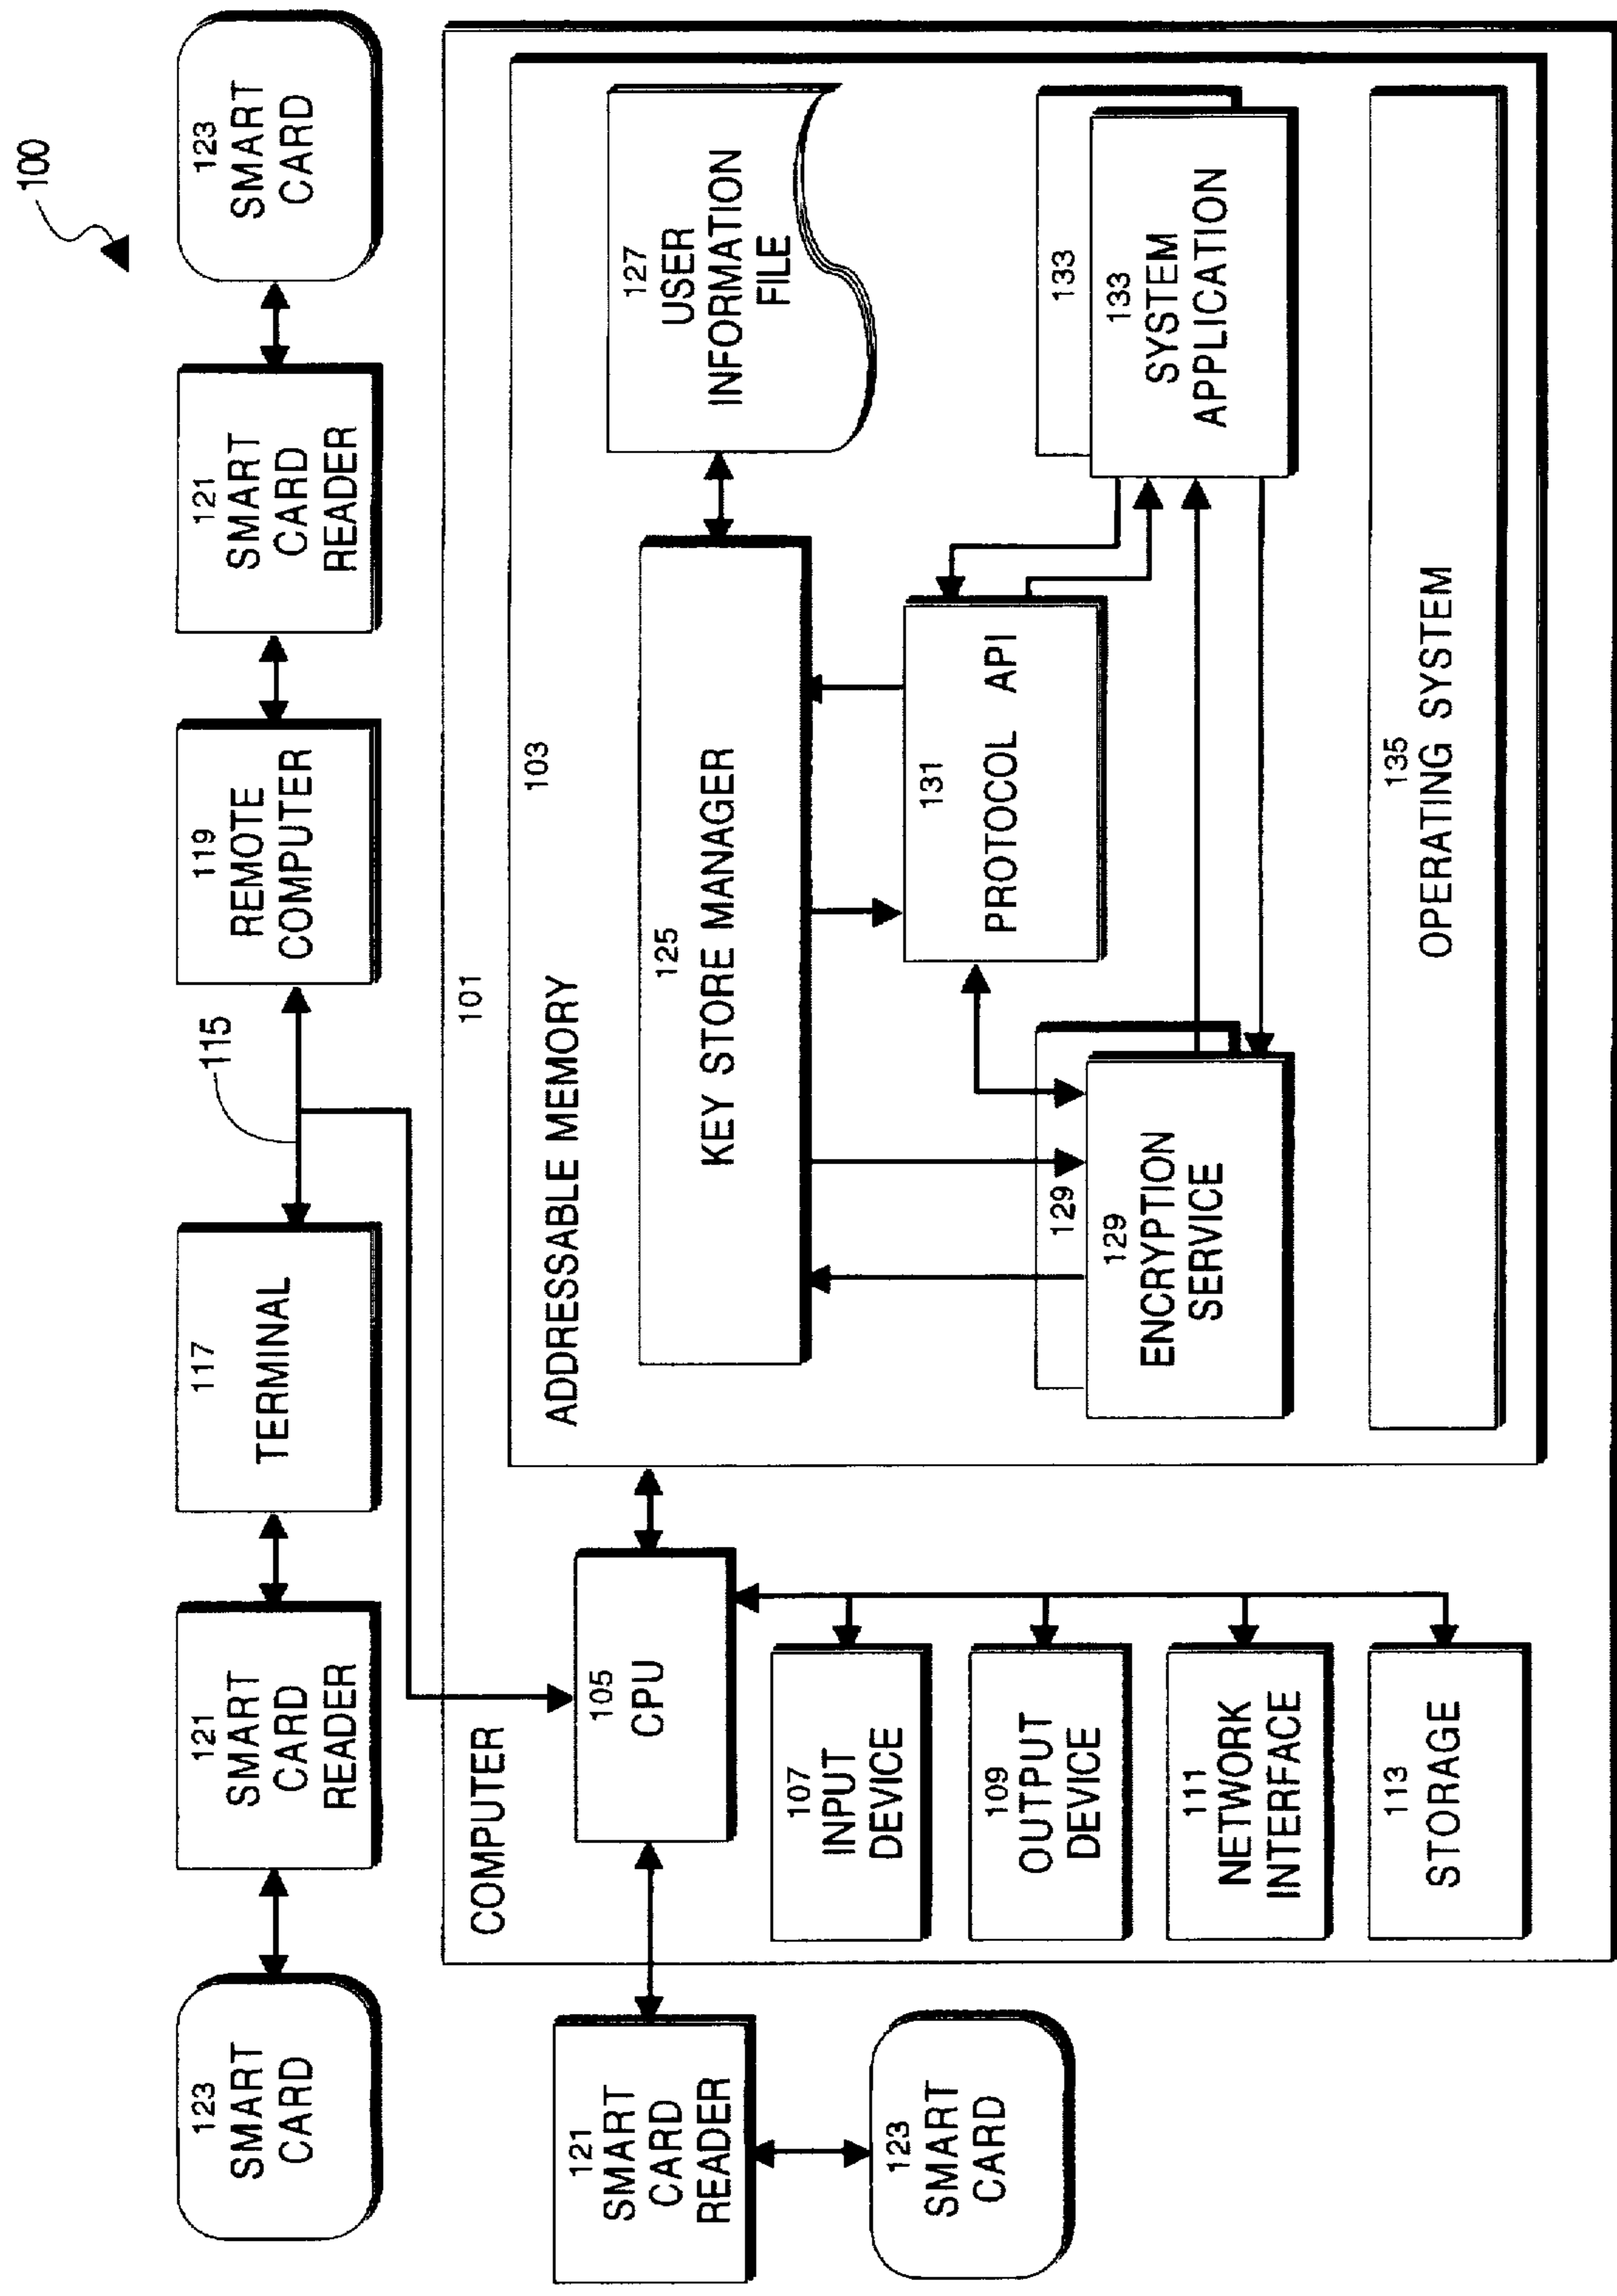 100
123
SMART
CARD
121
SMART
CARD
READER
117
TERMINAL
115
119
REMOTE
COMPUTER
121
SMART
CARD
READER
123
SMART
CARD
COMPUTER
101
121
SMART
CARD
READER
123
SMART
CARD
105
CPU
107
INPUT
DEVICE
109
OUTPUT
DEVICE
111
NETWORK
INTERFACE
113
STORAGE
103
ADDRESSABLE MEMORY
125
KEY STORE MANAGER
127
USER
INFORMATION
FILE
129
129
ENCRYPTION
SERVICE
131
PROTOCOL API
133
133
SYSTEM
APPLICATION
135
OPERATING SYSTEM